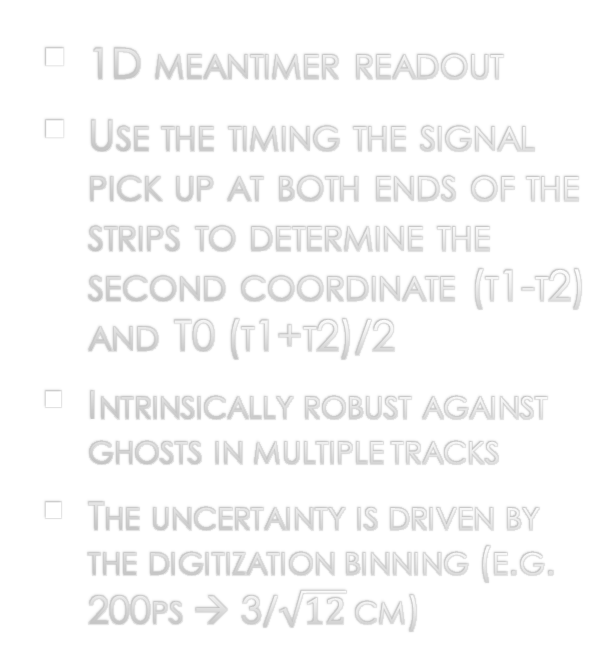 □ 1D MEANTIMER READOUT
□ USE THE TIMING THE SIGNAL
PICK UP AT BOTH ENDS OF THE
STRIPS TO DETERMINE THE
SECOND COORDINATE (T1-T2)
AND T0 (T1+T2)/2
□ INTRINSICALLY ROBUST AGAINST
GHOSTS IN MULTIPLE TRACKS
□ THE UNCERTAINTY IS DRIVEN BY
THE DIGITIZATION BINNING (E.G.
200PS → 3/√12 CM)